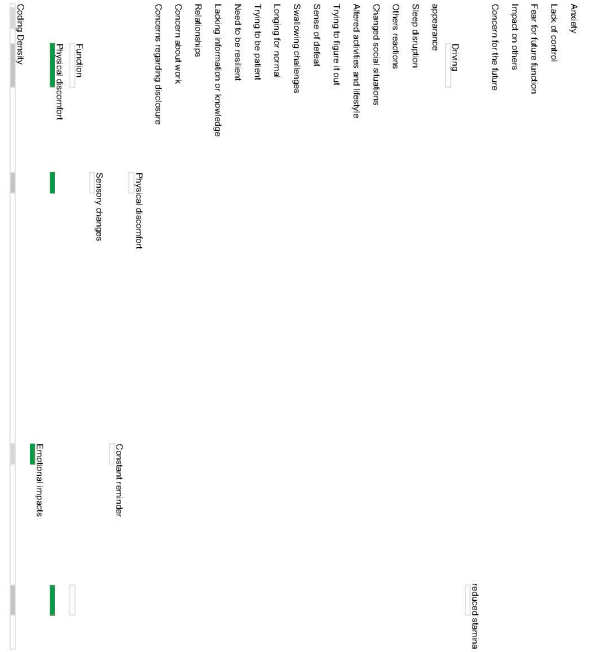 Anxiety
Lack of control
Fear for future function
Impact on others
Concern for the future
reduced stamina
Driving
appearance
Sleep disruption
Others reactions
Changed social situations
Altered activities and lifestyle
Trying to figure it out
Sense of defeat
Swallowing challenges
Longing for normal
Trying to be patient
Need to be resilient
Lacking information or knowledge
Relationships
Concern about work
Concerns regarding disclosure
Physical discomfort
Constant reminder
Sensory changes
Function
Physical discomfort
Emotional impacts
Coding Density